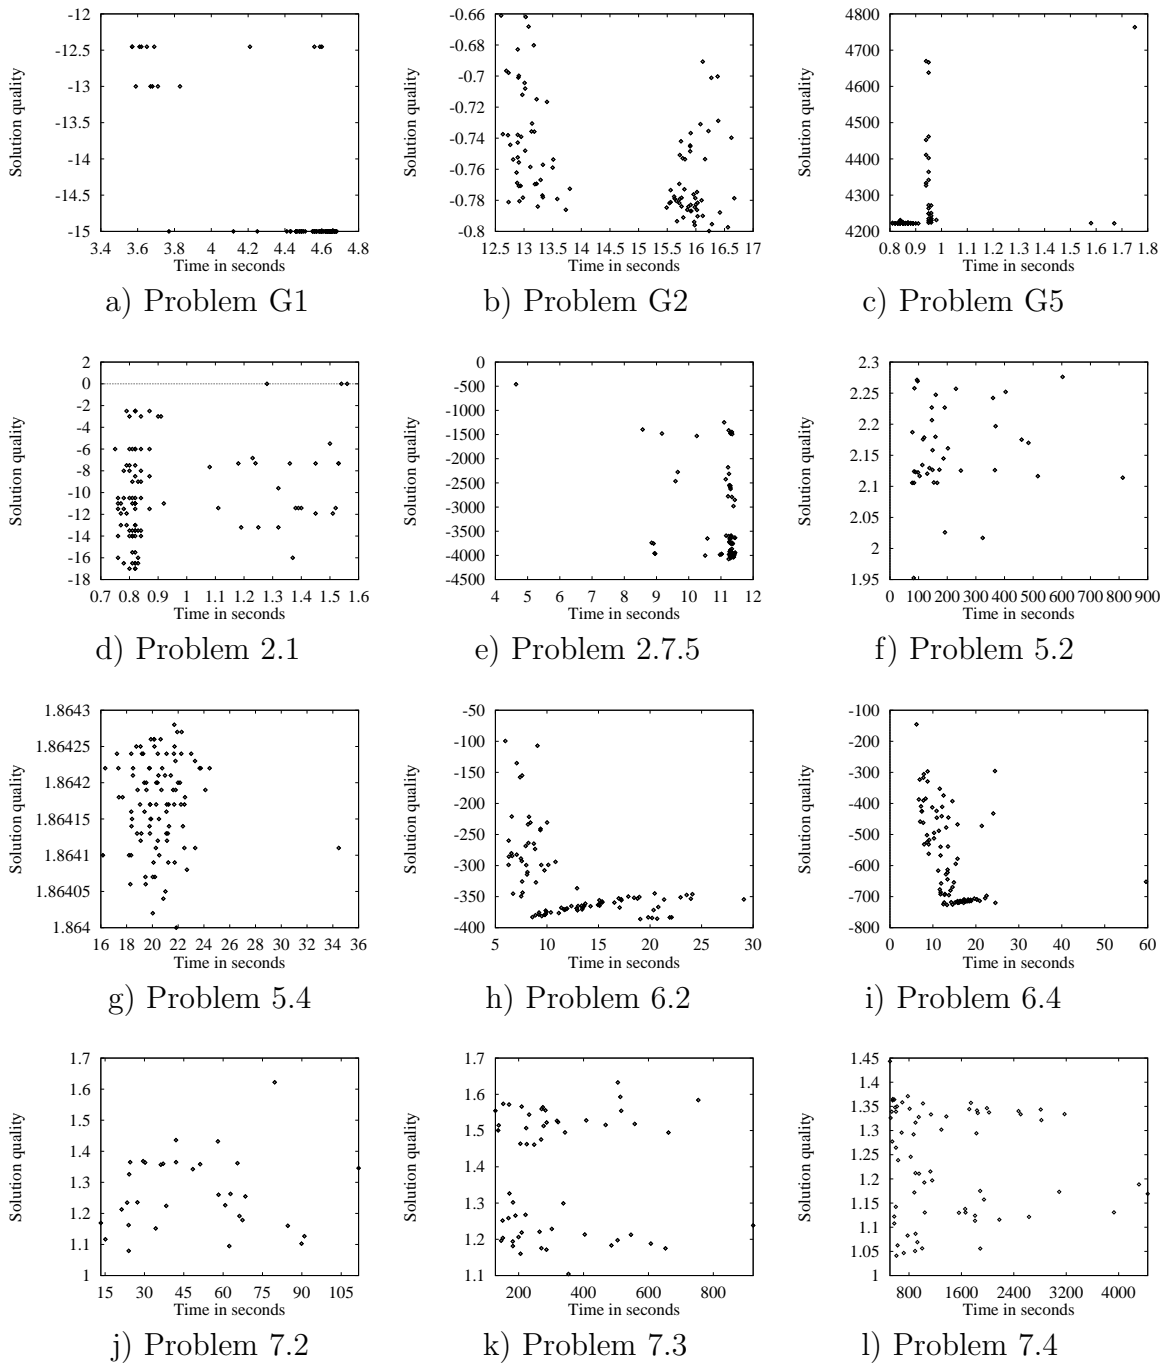 -12
-12.5
-13
-13.5
-14
-14.5
-15
3.4 3.6 3.8 4 4.2 4.4 4.6 4.8
Solution quality
Time in seconds
a) Problem G1
-0.66
-0.68
-0.7
-0.72
-0.74
-0.76
-0.78
-0.8
12.5 13 13.5 14 14.5 15 15.5 16 16.5 17
Solution quality
Time in seconds
b) Problem G2
4800
4700
4600
4500
4400
4300
4200
0.8 0.9 1 1.1 1.2 1.3 1.4 1.5 1.6 1.7 1.8
Solution quality
Time in seconds
c) Problem G5
2
0
-2
-4
-6
-8
-10
-12
-14
-16
-18
0.7 0.8 0.9 1 1.1 1.2 1.3 1.4 1.5 1.6
Solution quality
Time in seconds
d) Problem 2.1
0
-500
-1000
-1500
-2000
-2500
-3000
-3500
-4000
-4500
4 5 6 7 8 9 10 11 12
Solution quality
Time in seconds
e) Problem 2.7.5
2.3
2.25
2.2
2.15
2.1
2.05
2
1.95
0 100 200 300 400 500 600 700 800 900
Solution quality
Time in seconds
f) Problem 5.2
1.8643
1.86425
1.8642
1.86415
1.8641
1.86405
1.864
16 18 20 22 24 26 28 30 32 34 36
Solution quality
Time in seconds
g) Problem 5.4
-50
-100
-150
-200
-250
-300
-350
-400
5 10 15 20 25 30
Solution quality
Time in seconds
h) Problem 6.2
-100
-200
-300
-400
-500
-600
-700
-800
0 10 20 30 40 50 60
Solution quality
Time in seconds
i) Problem 6.4
1.7
1.6
1.5
1.4
1.3
1.2
1.1
1
15 30 45 60 75 90 105
Solution quality
Time in seconds
j) Problem 7.2
1.7
1.6
1.5
1.4
1.3
1.2
1.1
200 400 600 800
Solution quality
Time in seconds
k) Problem 7.3
1.45
1.4
1.35
1.3
1.25
1.2
1.15
1.1
1.05
1
800 1600 2400 3200 4000
Solution quality
Time in seconds
l) Problem 7.4